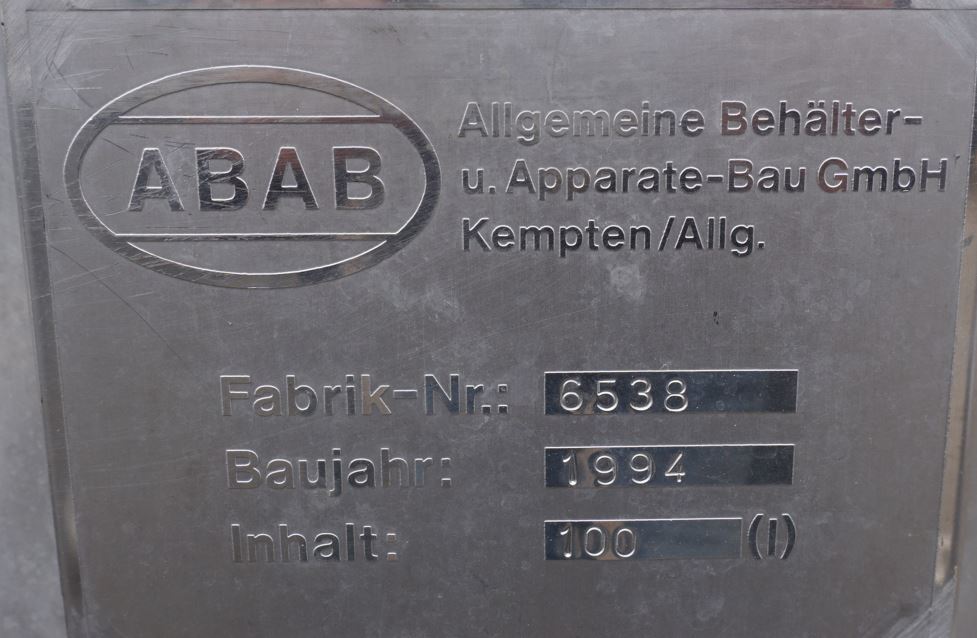 ABAB
Allgemeine Behälter-
u. Apparate-Bau GmbH
Kempten/Allg.
Fabrik-Nr.: 6538
Baujahr: 1994
Inhalt: 100 (l)